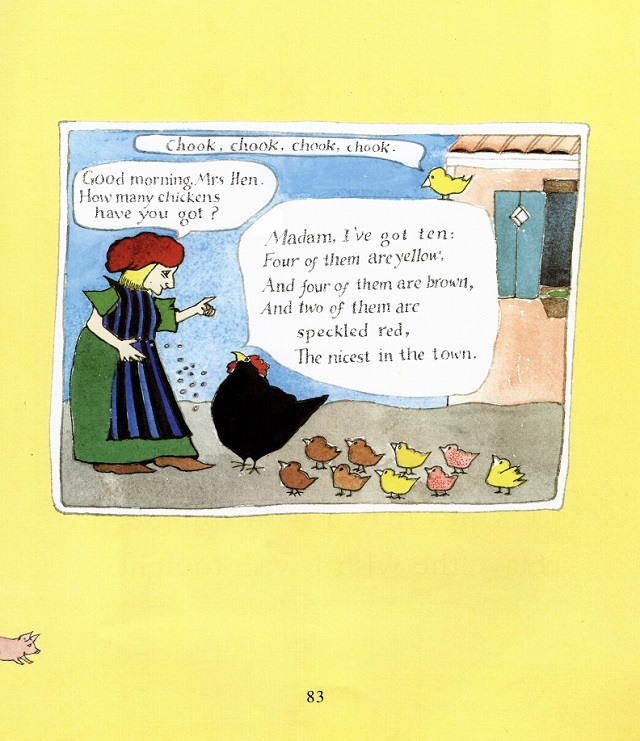 Chook, chook, chook, chook.
Good morning, Mrs Hen.
How many chickens
have you got ?
Madam, I've got ten:
Four of them are yellow,
And four of them are brown,
And two of them are
speckled red,
The nicest in the town.
83